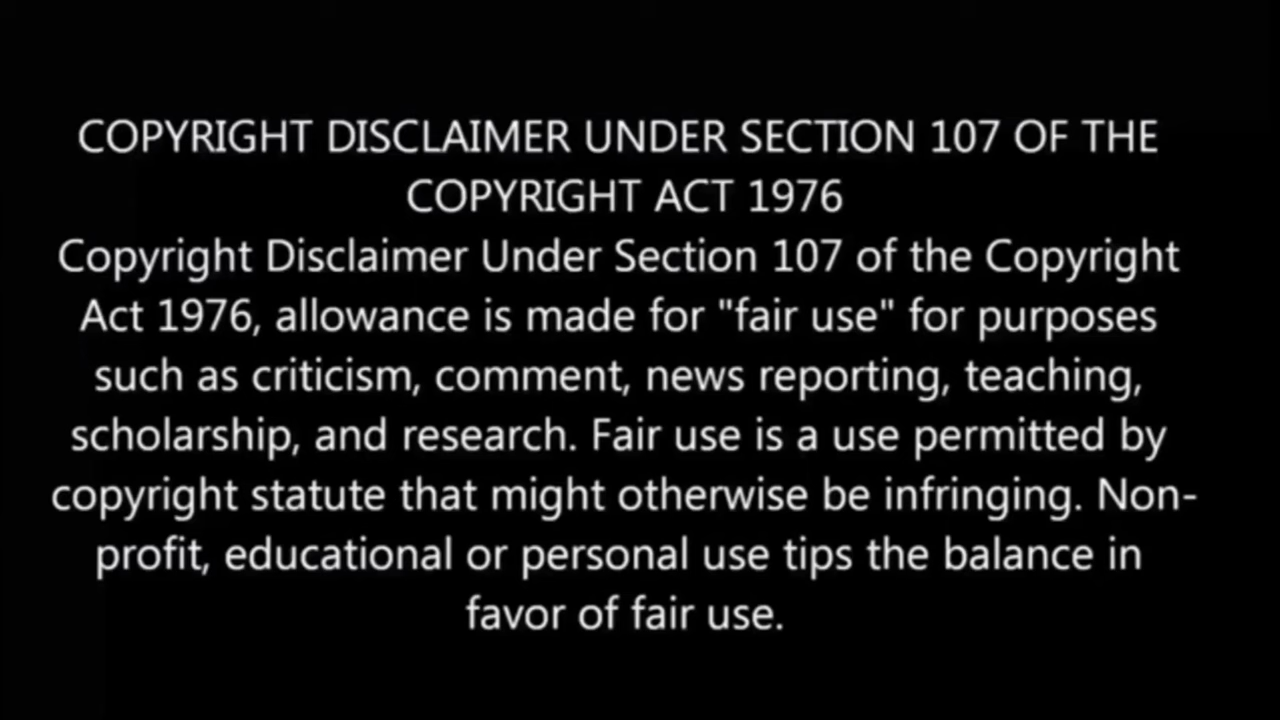 COPYRIGHT DISCLAIMER UNDER SECTION 107 OF THE
COPYRIGHT ACT 1976
Copyright Disclaimer Under Section 107 of the Copyright
Act 1976, allowance is made for "fair use" for purposes
such as criticism, comment, news reporting, teaching,
scholarship, and research. Fair use is a use permitted by
copyright statute that might otherwise be infringing. Non-
profit, educational or personal use tips the balance in
favor of fair use.